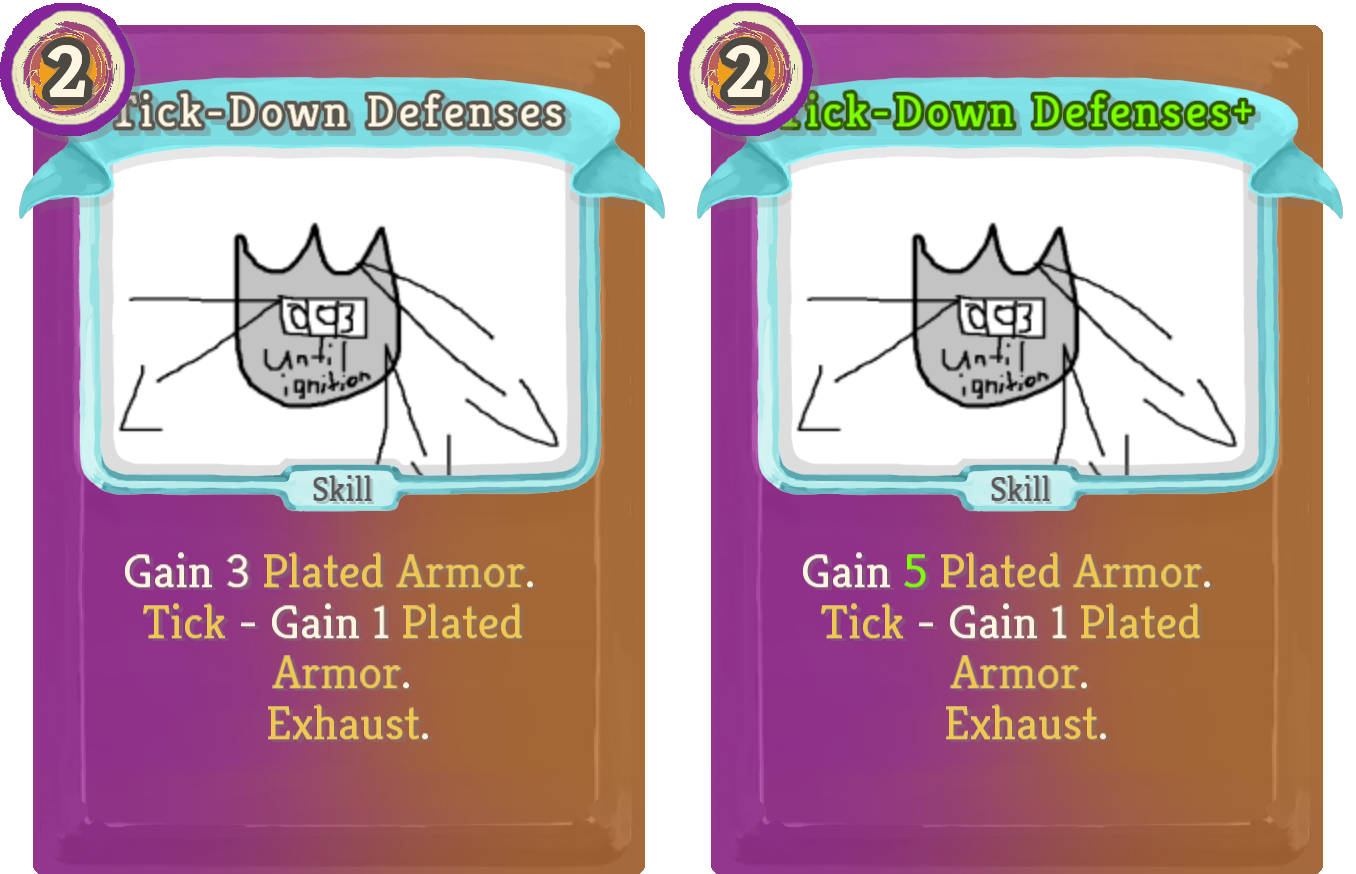 2
Tick-Down Defenses
003
Until
ignition
Skill
Gain 3 Plated Armor.
Tick - Gain 1 Plated
Armor.
Exhaust.
2
Tick-Down Defenses+
003
Until
ignition
Skill
Gain 5 Plated Armor.
Tick - Gain 1 Plated
Armor.
Exhaust.